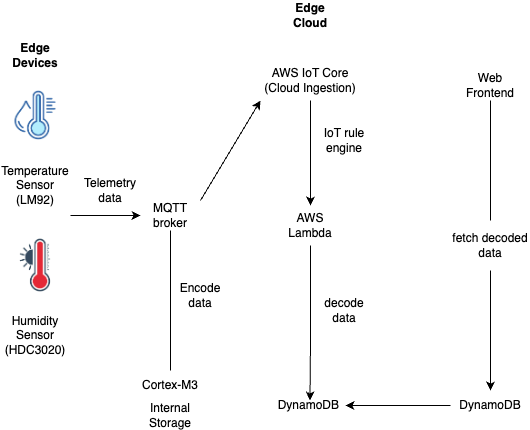 Edge
Cloud
Edge
Devices
AWS IoT Core
(Cloud Ingestion)
Web
Frontend
IoT rule
engine
Temperature
Sensor
(LM92)
Telemetry
data
MQTT
broker
AWS
Lambda
fetch decoded
data
Encode
data
decode
data
Humidity
Sensor
(HDC3020)
Cortex-M3
Internal
Storage
DynamoDB
DynamoDB